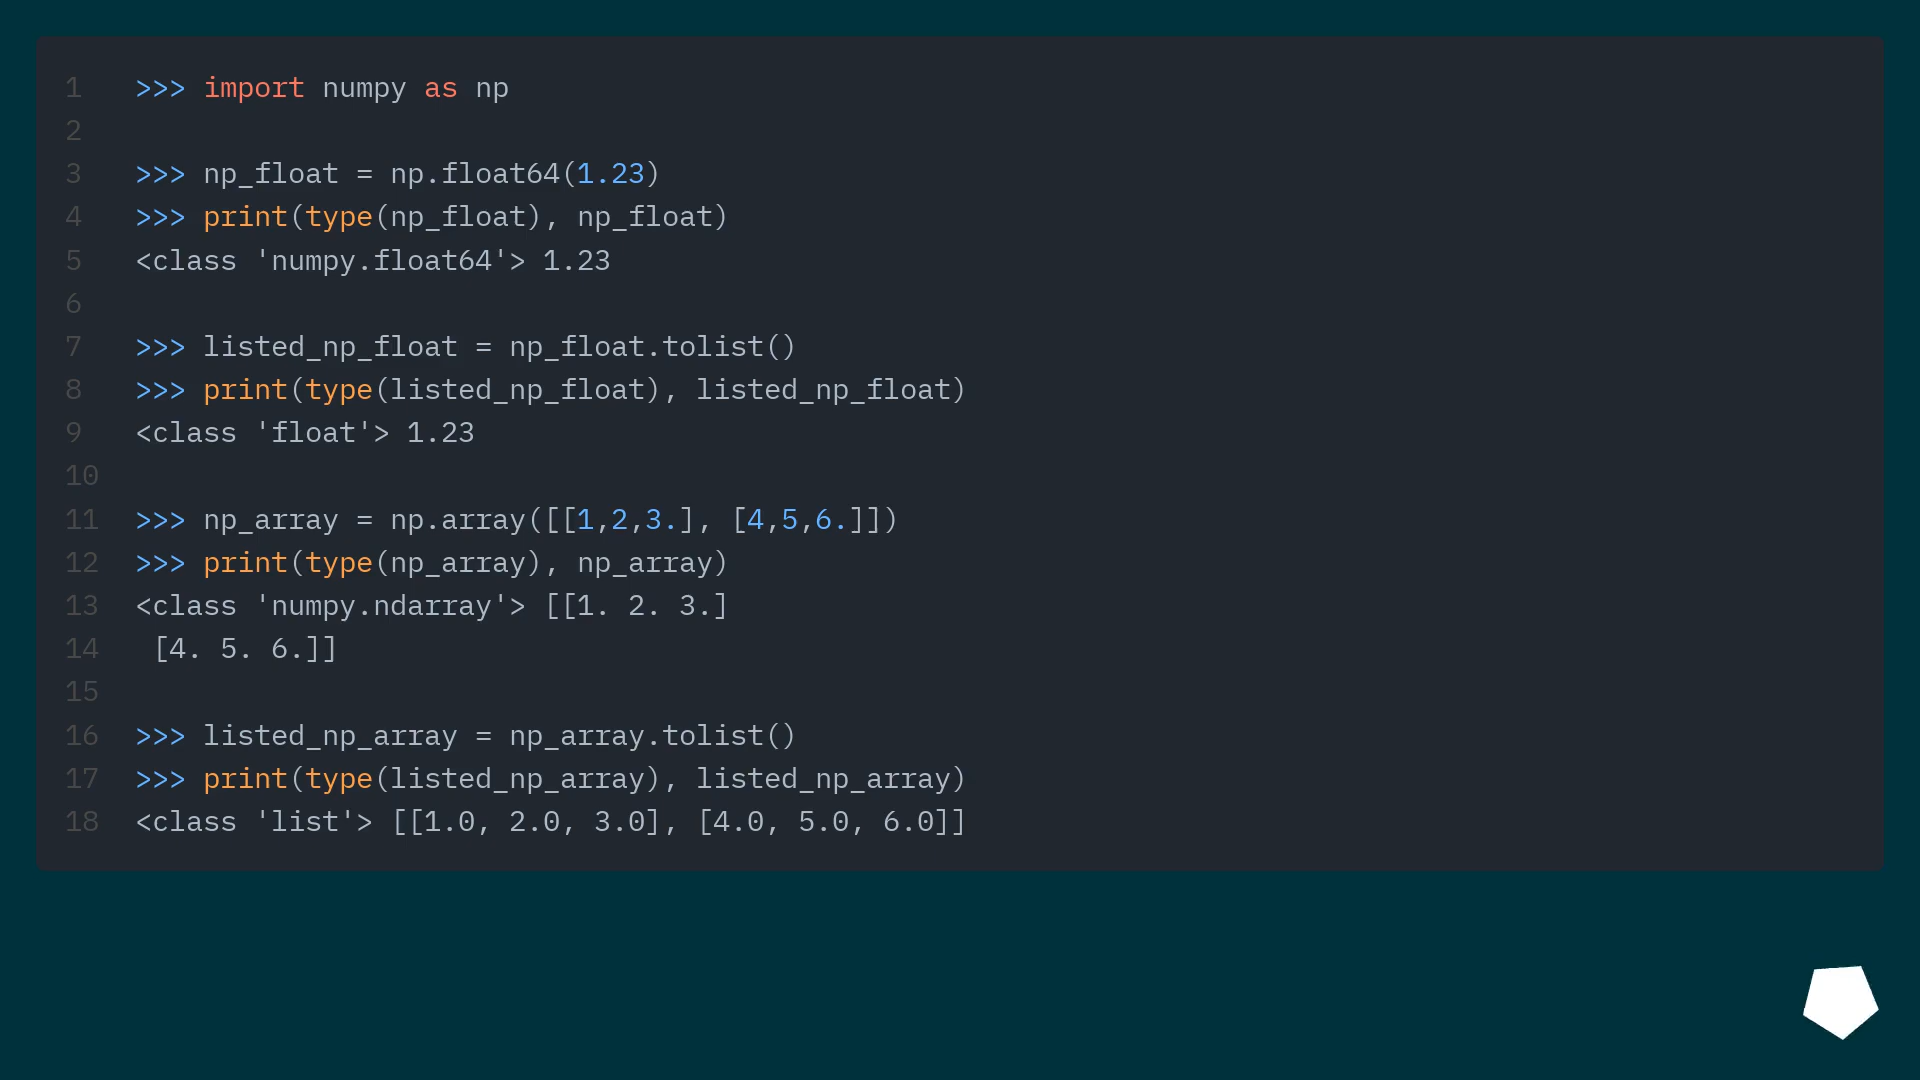 1 >>> import numpy as np
2
3 >>> np_float = np.float64(1.23)
4 >>> print(type(np_float), np_float)
5 <class 'numpy.float64'> 1.23
6
7 >>> listed_np_float = np_float.tolist()
8 >>> print(type(listed_np_float), listed_np_float)
9 <class 'float'> 1.23
10
11 >>> np_array = np.array([[1,2,3.], [4,5,6.]])
12 >>> print(type(np_array), np_array)
13 <class 'numpy.ndarray'> [[1. 2. 3.]
14  [4. 5. 6.]]
15
16 >>> listed_np_array = np_array.tolist()
17 >>> print(type(listed_np_array), listed_np_array)
18 <class 'list'> [[1.0, 2.0, 3.0], [4.0, 5.0, 6.0]]